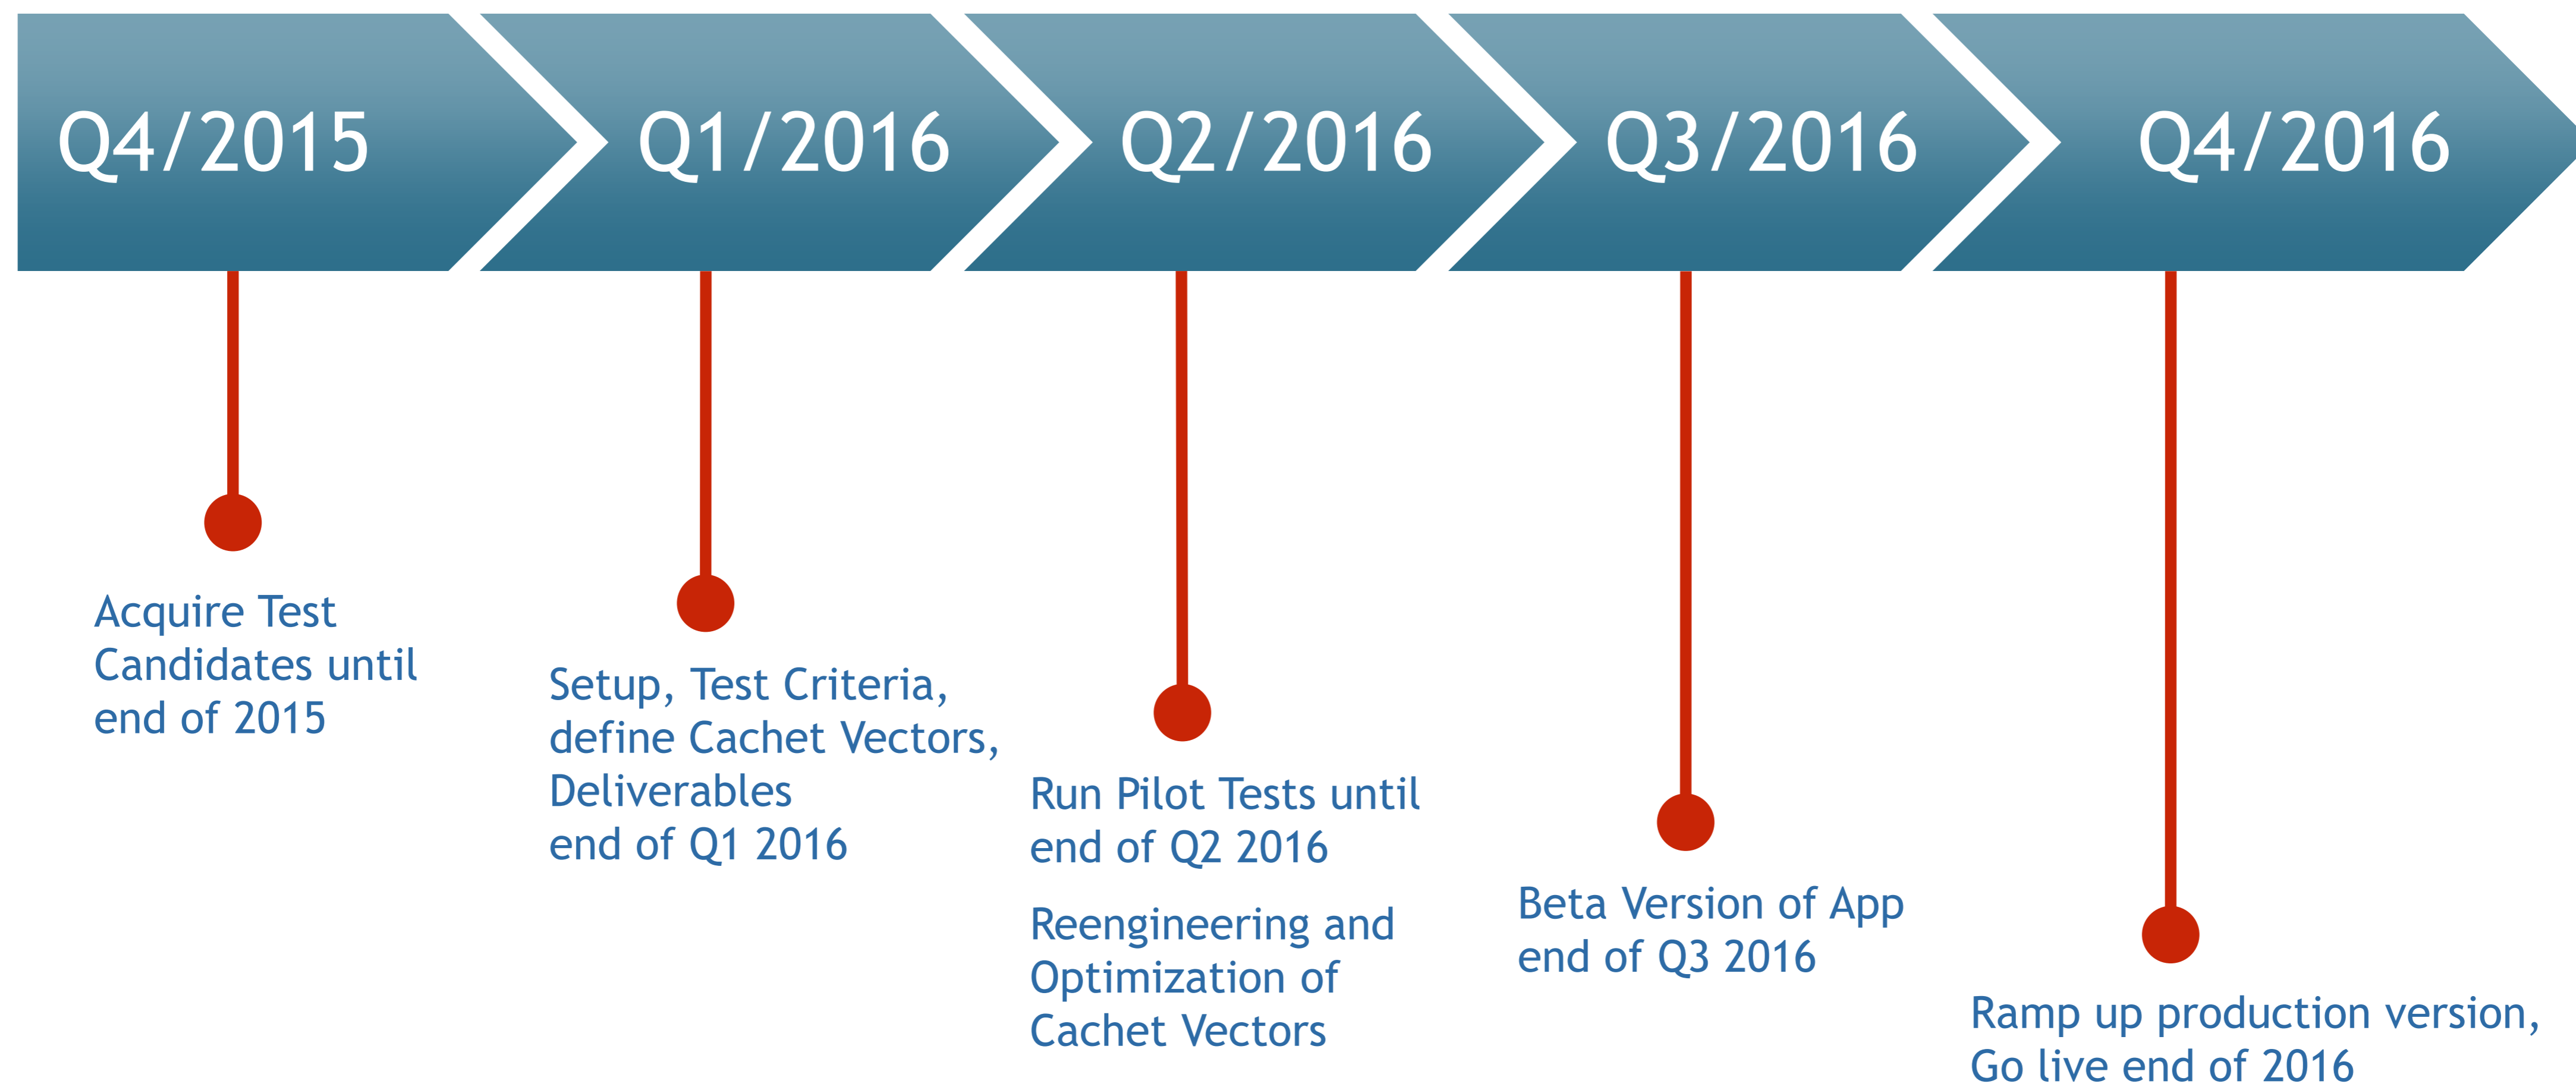 Q4/2015
Q1/2016
Q2/2016
Q3/2016
Q4/2016
Acquire Test
Candidates until
end of 2015
Setup, Test Criteria,
define Cachet Vectors,
Deliverables
end of Q1 2016
Run Pilot Tests until
end of Q2 2016
Reengineering and
Optimization of
Cachet Vectors
Beta Version of App
end of Q3 2016
Ramp up production version,
Go live end of 2016